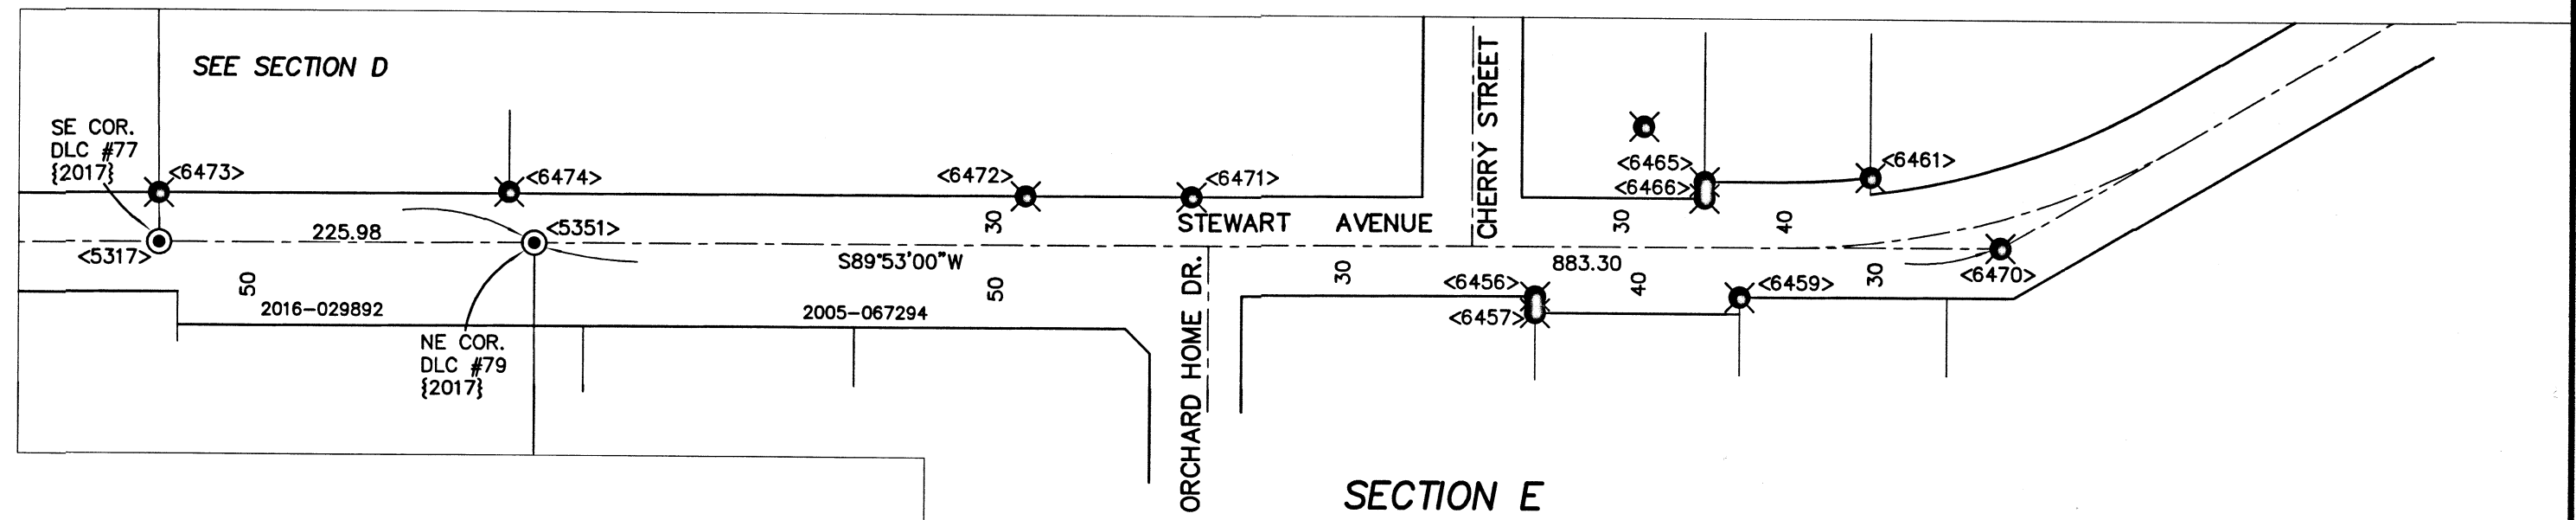 SEE SECTION D
SE COR.
DLC #77
{2017}
<6473>
<6474>
<6472>
<6471>
CHERRY STREET
<6465>
<6466>
<6461>
<5317>
225.98
<5351>
30
STEWART AVENUE
30
40
S89°53'00"W
883.30
<6470>
50
50
30
40
30
<6456>
<6457>
<6459>
2016-029892
2005-067294
NE COR.
DLC #79
{2017}
ORCHARD HOME DR.
SECTION E